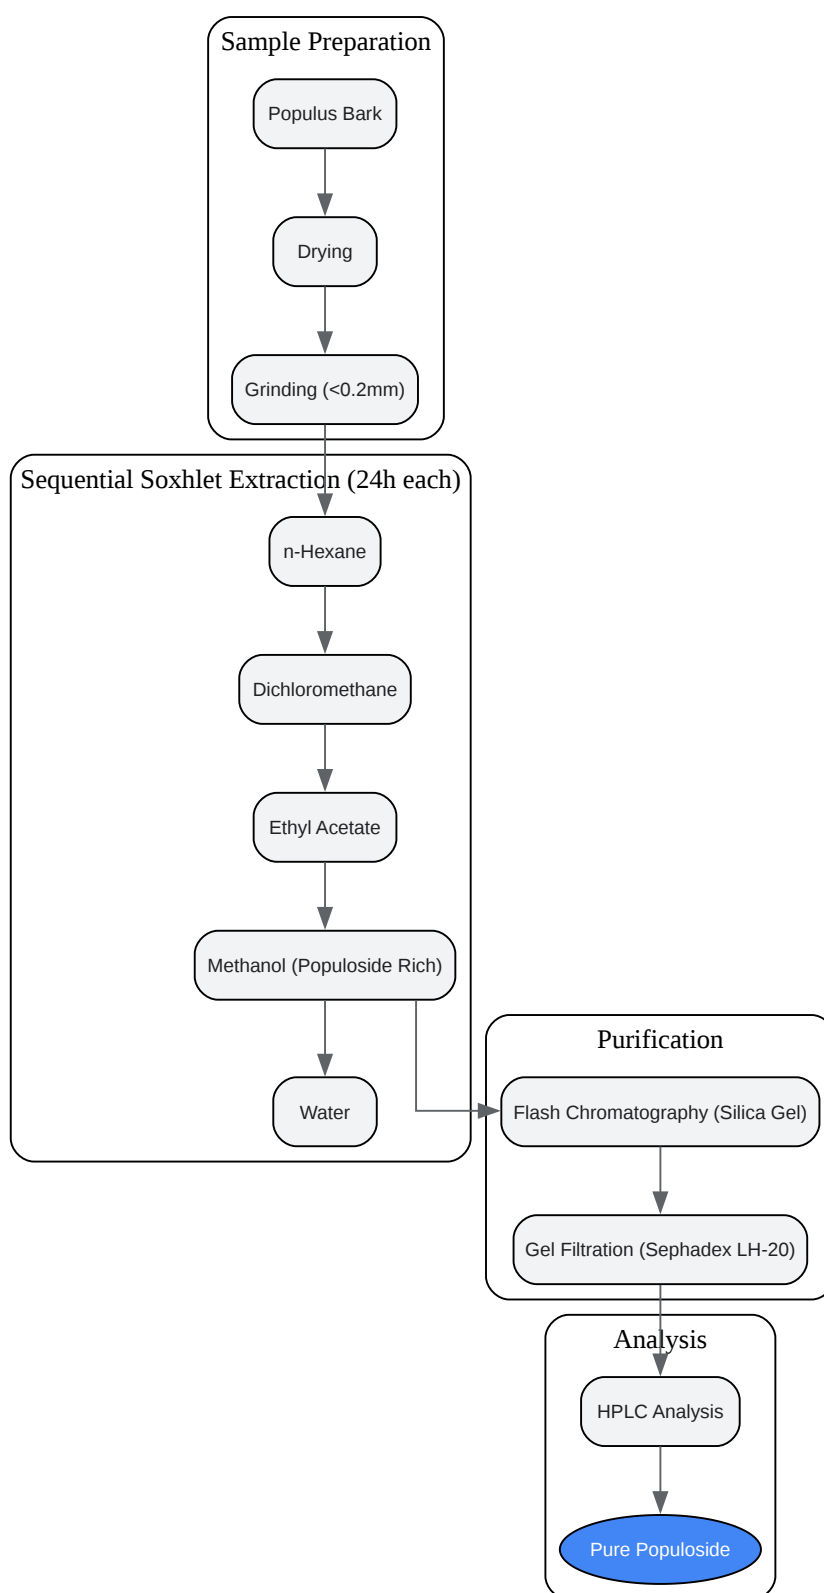 Sample Preparation
Populus Bark
Drying
Grinding (<0.2mm)
Sequential Soxhlet Extraction (24h each)
n-Hexane
Dichloromethane
Ethyl Acetate
Methanol (Populoside Rich)
Water
Purification
Flash Chromatography (Silica Gel)
Gel Filtration (Sephadex LH-20)
Analysis
HPLC Analysis
Pure Populoside